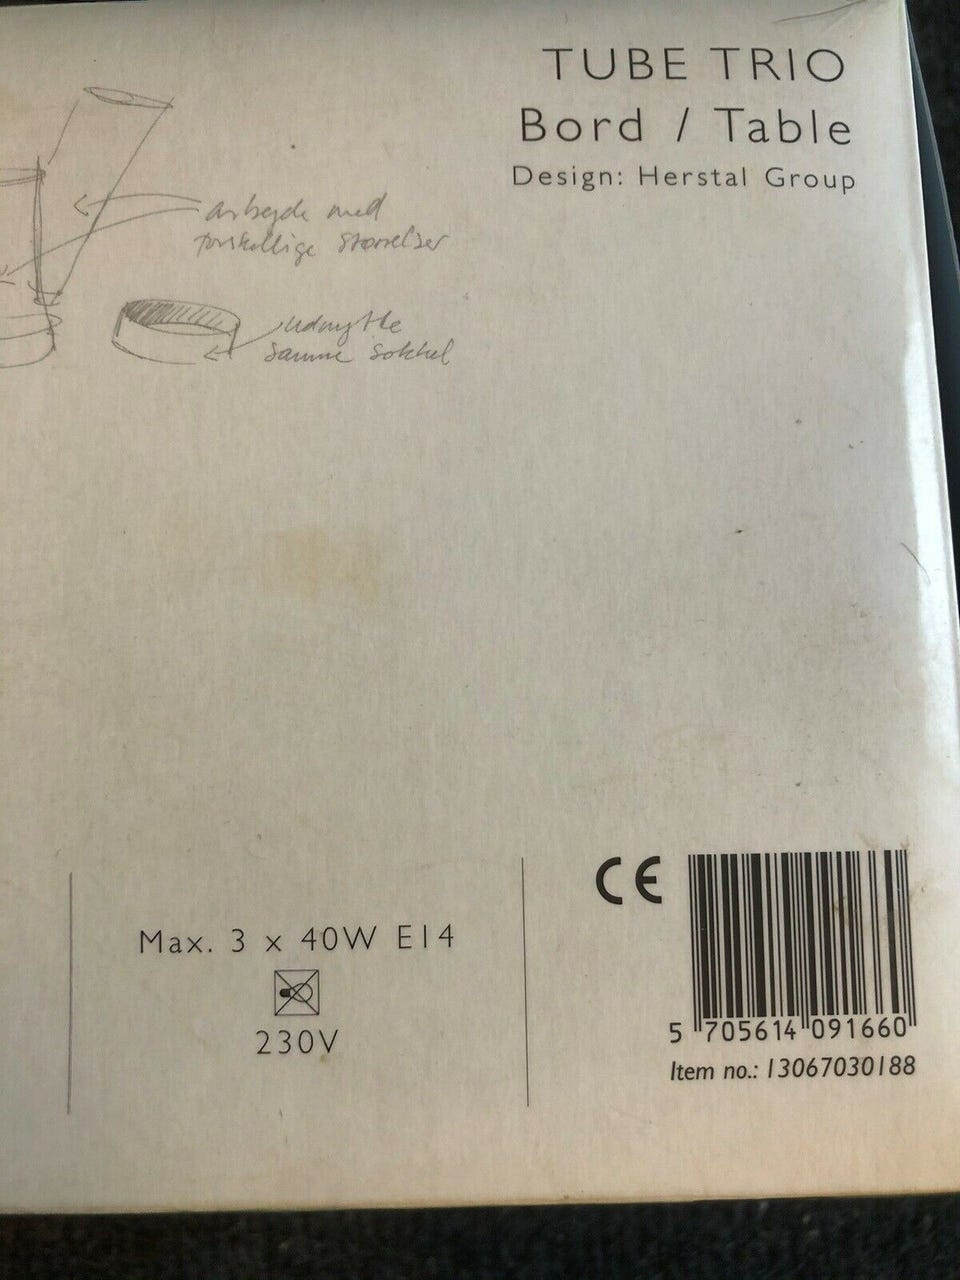 TUBE TRIO
Bord / Table
Design: Herstal Group
arbejde med
forskellige størrelser
udnytte
samme sokkel
Max. 3 x 40W E14
230V
CE
5 705614 091660
Item no.: 13067030188